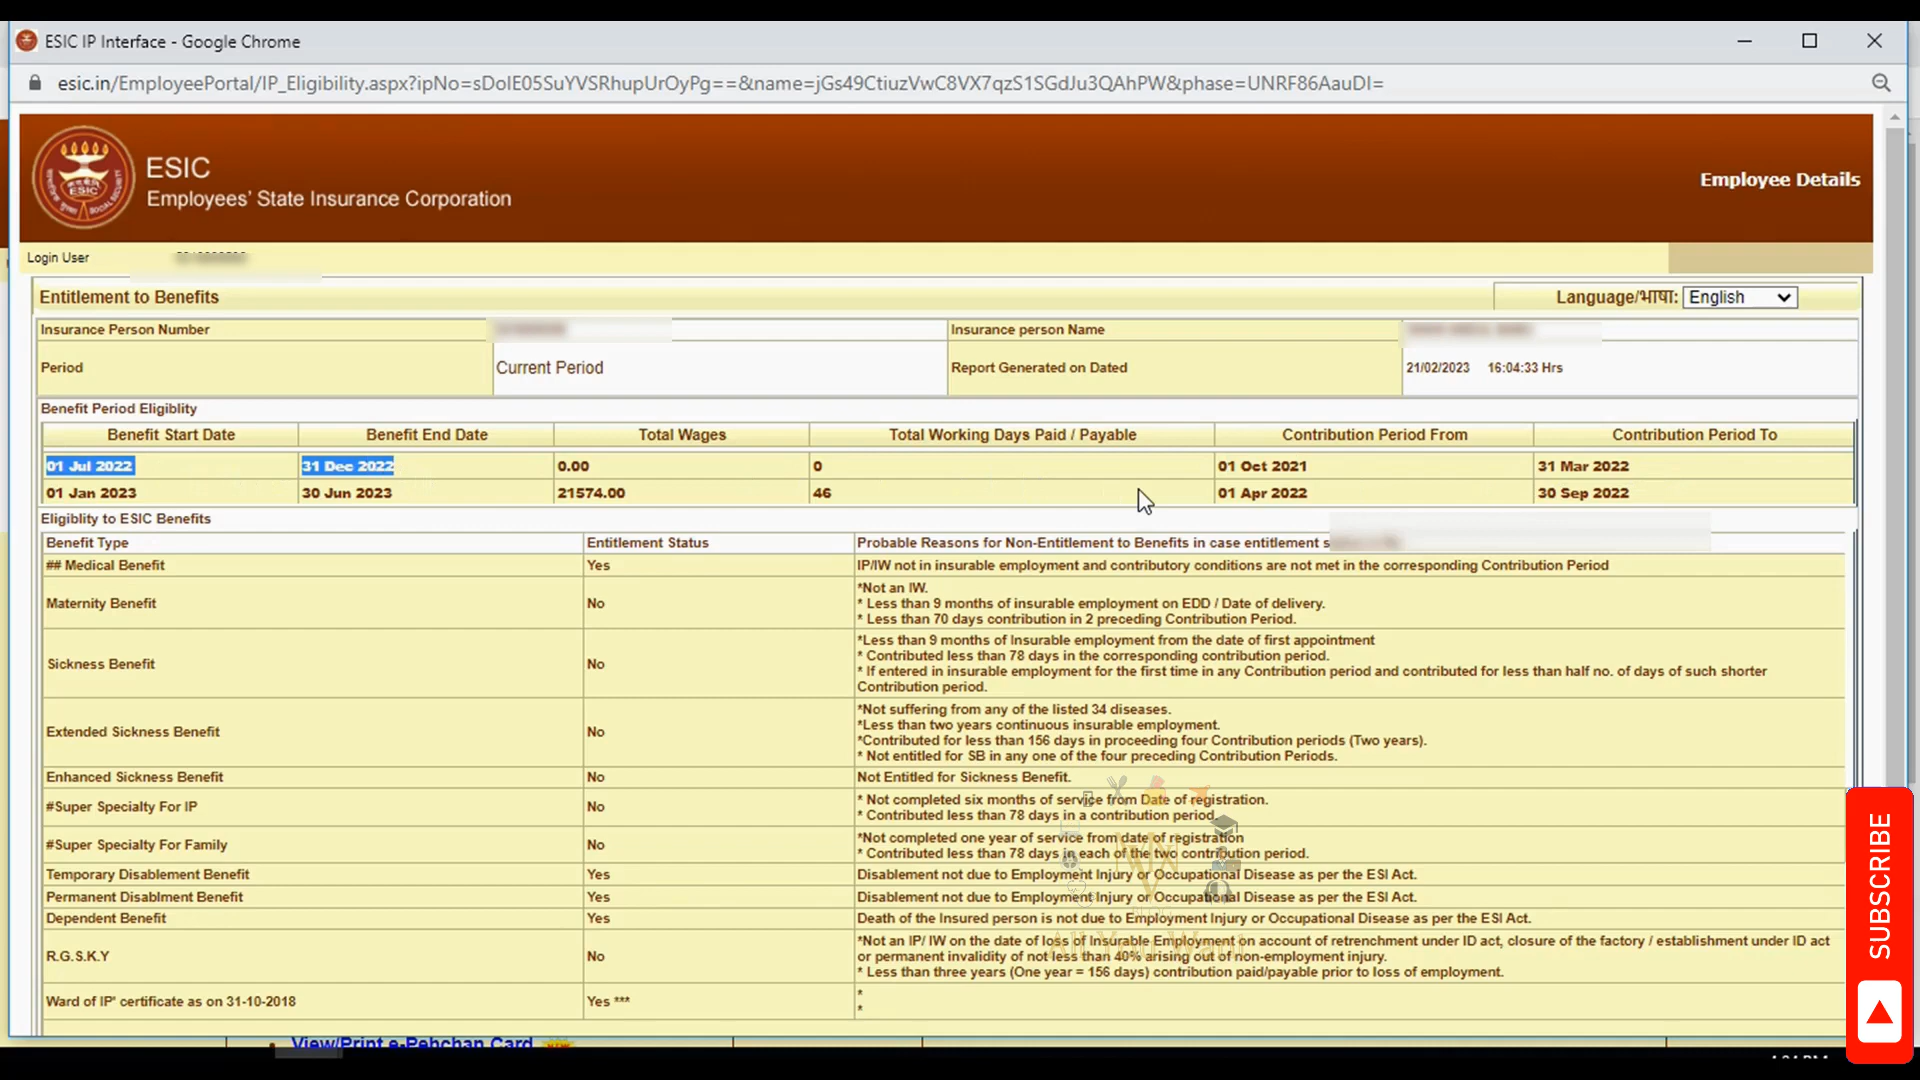 ESIC IP Interface - Google Chrome
esic.in/EmployeePortal/IP_Eligibility.aspx?ipNo=sDolE05SuYVSRhupUrOyPg==&name=jGs49CtiuzVwC8VX7qzS1SGdJu3QAhPW&phase=UNRF86AauDI=
ESIC
Employees' State Insurance Corporation
Employee Details
Login User
Entitlement to Benefits Language/भाषा: English
Insurance Person Number Insurance person Name
Period Current Period Report Generated on Dated 21/02/2023 16:04:33 Hrs
Benefit Period Eligiblity
Benefit Start Date Benefit End Date Total Wages Total Working Days Paid / Payable Contribution Period From Contribution Period To
01 Jul 2022 31 Dec 2022 0.00 0 01 Oct 2021 31 Mar 2022
01 Jan 2023 30 Jun 2023 21574.00 46 01 Apr 2022 30 Sep 2022
Eligiblity to ESIC Benefits
Benefit Type Entitlement Status Probable Reasons for Non-Entitlement to Benefits in case entitlement
## Medical Benefit Yes IP/IW not in insurable employment and contributory conditions are not met in the corresponding Contribution Period
Maternity Benefit No *Not an IW.
* Less than 9 months of insurable employment on EDD / Date of delivery.
* Less than 70 days contribution in 2 preceding Contribution Period.
Sickness Benefit No *Less than 9 months of Insurable employment from the date of first appointment
* Contributed less than 78 days in the corresponding contribution period.
* If entered in insurable employment for the first time in any Contribution period and contributed for less than half no. of days of such shorter
Contribution period.
Extended Sickness Benefit No *Not suffering from any of the listed 34 diseases.
*Less than two years continuous insurable employment.
*Contributed for less than 156 days in proceeding four Contribution periods (Two years).
* Not entitled for SB in any one of the four preceding Contribution Periods.
Enhanced Sickness Benefit No Not Entitled for Sickness Benefit.
#Super Specialty For IP No * Not completed six months of service from Date of registration.
* Contributed less than 78 days in a contribution period.
#Super Specialty For Family No *Not completed one year of service from date of registration
* Contributed less than 78 days in each of the two contribution period.
Temporary Disablement Benefit Yes Disablement not due to Employment Injury or Occupational Disease as per the ESI Act.
Permanent Disablment Benefit Yes Disablement not due to Employment Injury or Occupational Disease as per the ESI Act.
Dependent Benefit Yes Death of the Insured person is not due to Employment Injury or Occupational Disease as per the ESI Act.
R.G.S.K.Y No *Not an IP/ IW on the date of loss of Insurable Employment on account of retrenchment under ID act, closure of the factory / establishment under ID act
or permanent invalidity of not less than 40% arising out of non-employment injury.
* Less than three years (One year = 156 days) contribution paid/payable prior to loss of employment.
Ward of IP' certificate as on 31-10-2018 Yes *** *
*
View/Print e-Pehchan Card
All You Want
SUBSCRIBE